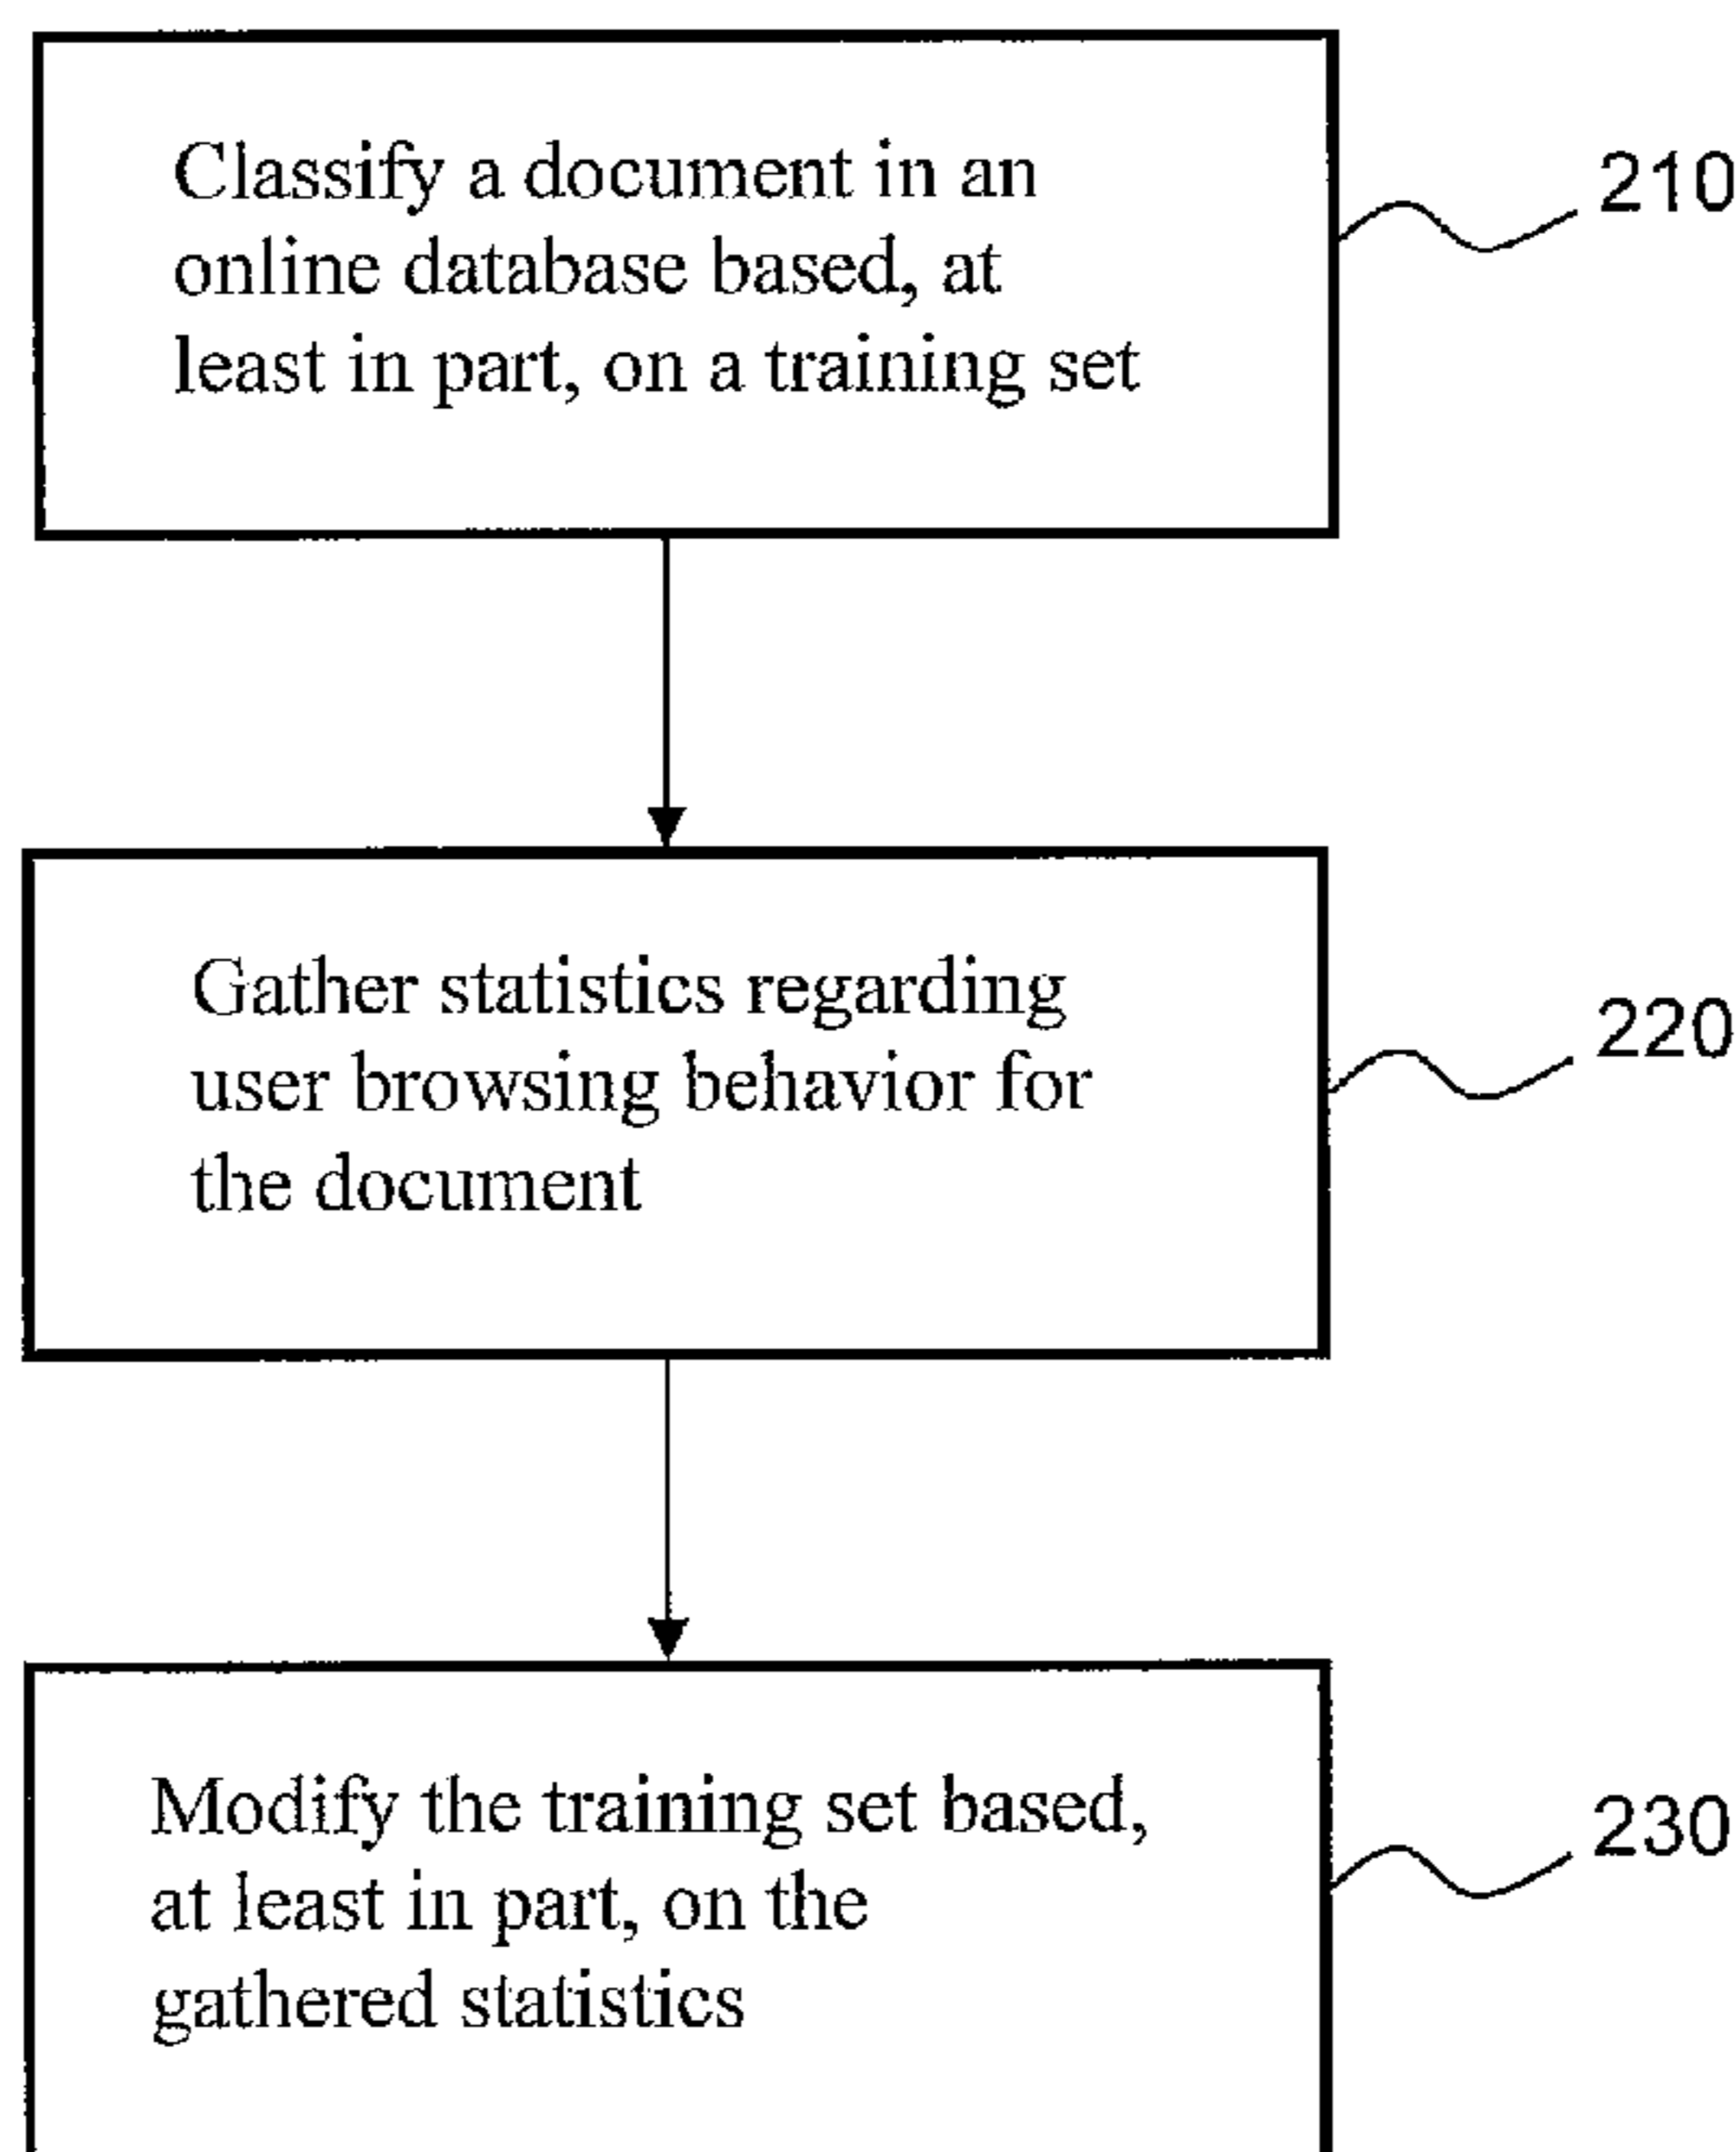 Classify a document in an
online database based, at
least in part, on a training set
210
Gather statistics regarding
user browsing behavior for
the document
220
Modify the training set based,
at least in part, on the
gathered statistics
230